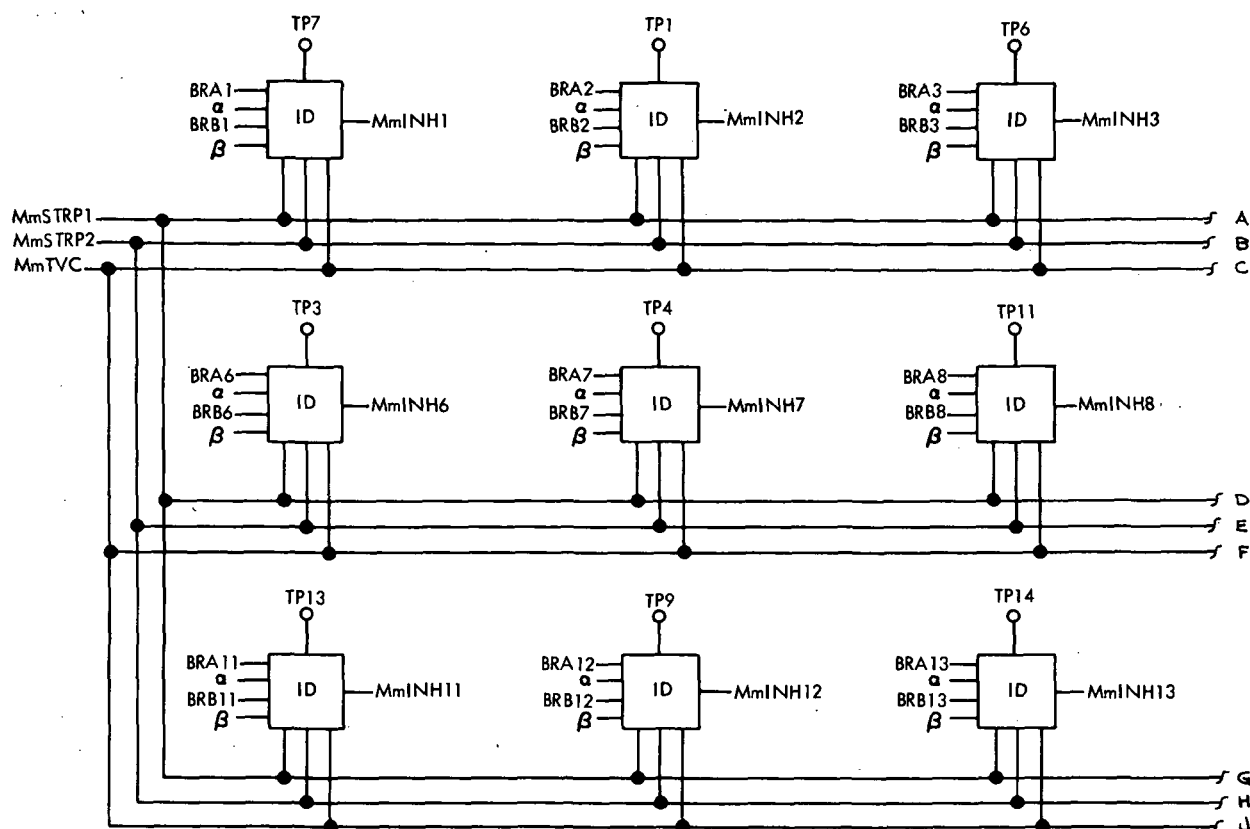 TP7 TP1 TP6
BRA1 BRA2 BRA3
α ID α ID α ID
MmINH1 MmINH2 MmINH3
BRB1 BRB2 BRB3
β β β
MmSTRP1 A
MmSTRP2 B
MmTVC C
TP3 TP4 TP11
BRA6 BRA7 BRA8
α ID α ID α ID
MmINH6 MmINH7 MmINH8
BRB6 BRB7 BRB8
β β β
D
E
F
TP13 TP9 TP14
BRA11 BRA12 BRA13
α ID α ID α ID
MmINH11 MmINH12 MmINH13
BRB11 BRB12 BRB13
β β β
G
H
J